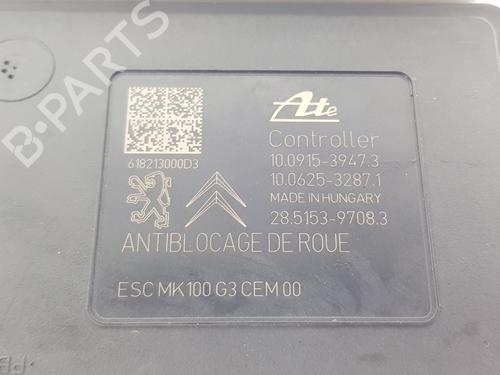 B-PARTS
Ate
Controller
10.0915-3947.3
10.0625-3287.1
MADE IN HUNGARY
28.5153-9708.3
618213000D3
ANTIBLOCAGE DE ROUE
ESC MK100 G3 CEM 00